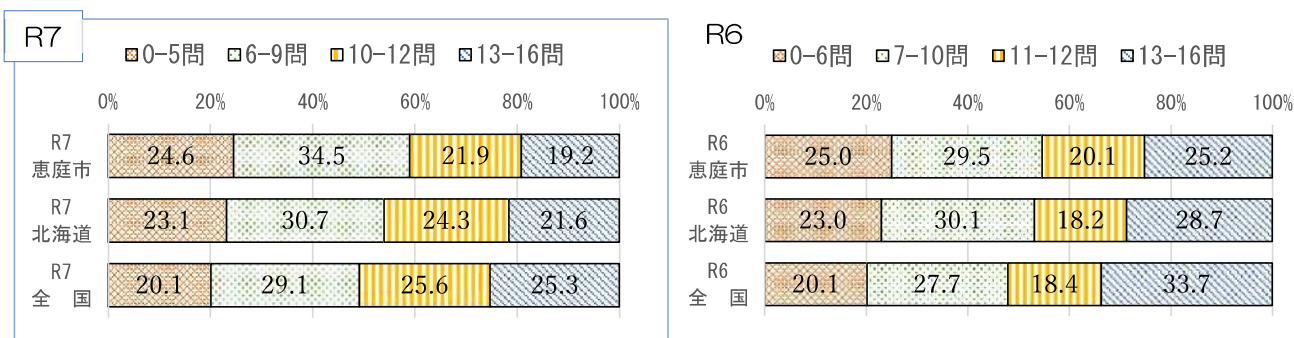 R7
0-5問 6-9問 10-12問 13-16問
0% 20% 40% 60% 80% 100%
R7
恵庭市 24.6 34.5 21.9 19.2
R7
北海道 23.1 30.7 24.3 21.6
R7
全　国 20.1 29.1 25.6 25.3
R6
0-6問 7-10問 11-12問 13-16問
0% 20% 40% 60% 80% 100%
R6
恵庭市 25.0 29.5 20.1 25.2
R6
北海道 23.0 30.1 18.2 28.7
R6
全　国 20.1 27.7 18.4 33.7